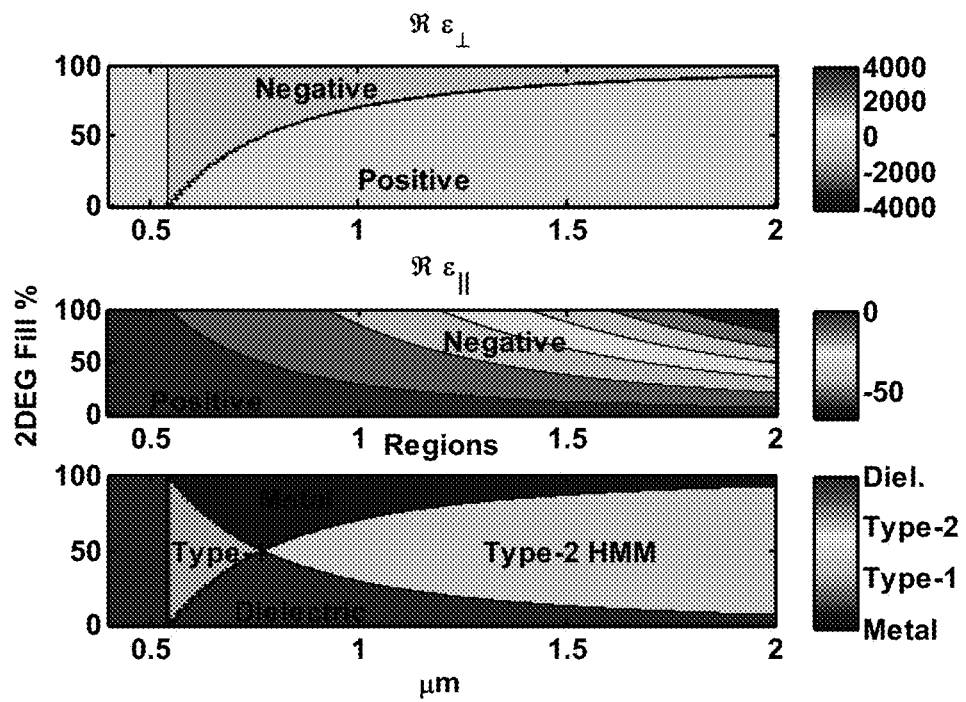 ℜ ε⊥
100
50
0
Negative
Positive
0.5
1
1.5
2
4000
2000
0
-2000
-4000
2DEG Fill %
ℜ ε||
100
50
0
Negative
Positive
0.5
1
1.5
2
0
-50
Regions
100
50
0
Metal
Type-
Type-2 HMM
Dielectric
0.5
1
1.5
2
Diel.
Type-2
Type-1
Metal
μm